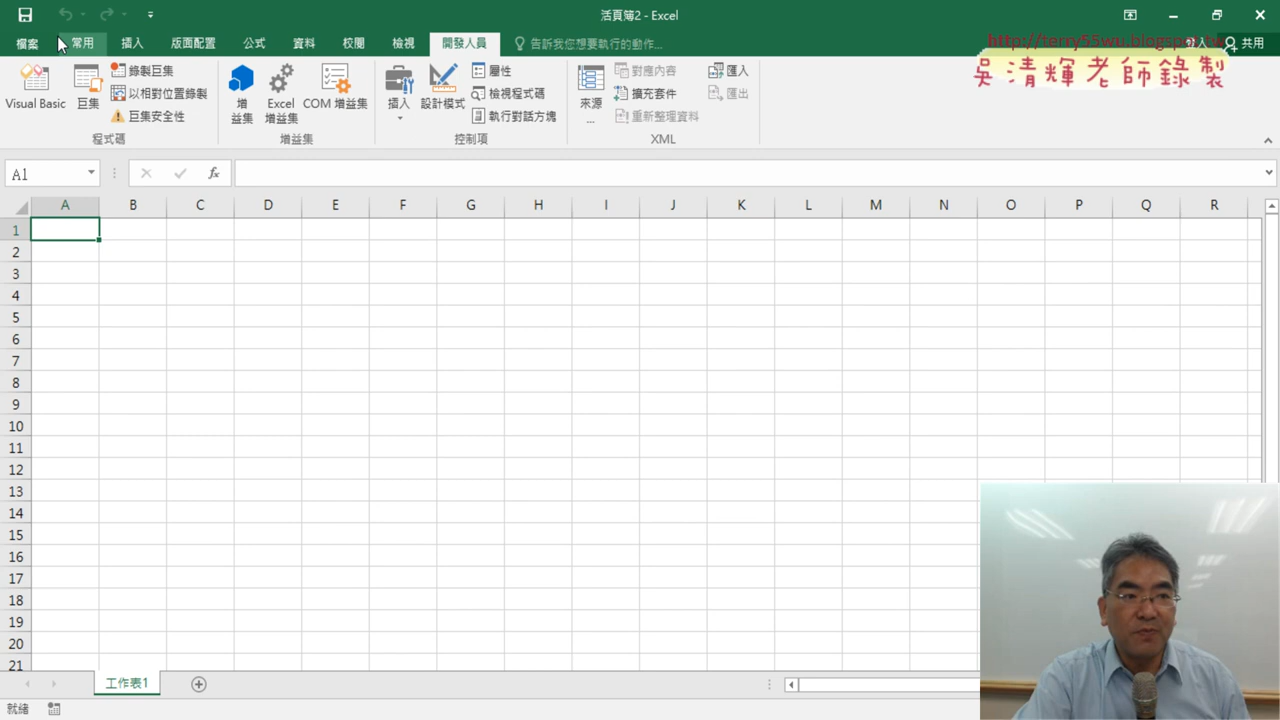 活頁簿2 - Excel
檔案 常用 插入 版面配置 公式 資料 校閱 檢視 開發人員 告訴我您想要執行的動作... 登入 共用
http://terry55wu.blogspot.tw
吳清輝老師錄製
Visual Basic
巨集
錄製巨集
以相對位置錄製
巨集安全性
程式碼
增益集
Excel 增益集
COM 增益集
增益集
插入
設計模式
屬性
檢視程式碼
執行對話方塊
控制項
來源...
對應內容
擴充套件
重新整理資料
匯入
匯出
XML
A1 fx
A B C D E F G H I J K L M N O P Q R
1
2
3
4
5
6
7
8
9
10
11
12
13
14
15
16
17
18
19
20
21
工作表1
就緒